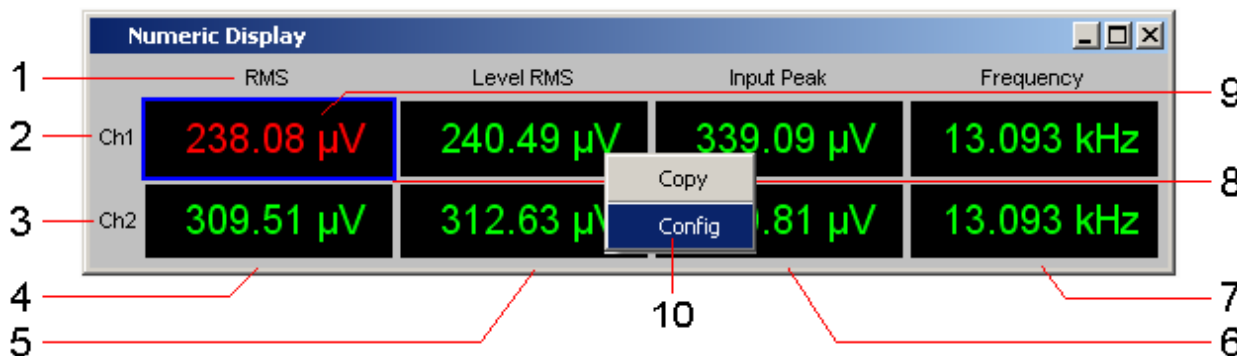 Numeric Display
1 RMS Level RMS Input Peak Frequency 9
2 Ch1 238.08 µV 240.49 µV 339.09 µV 13.093 kHz
Copy 8
3 Ch2 309.51 µV 312.63 µV .81 µV 13.093 kHz
Config
4 10 7
5 6